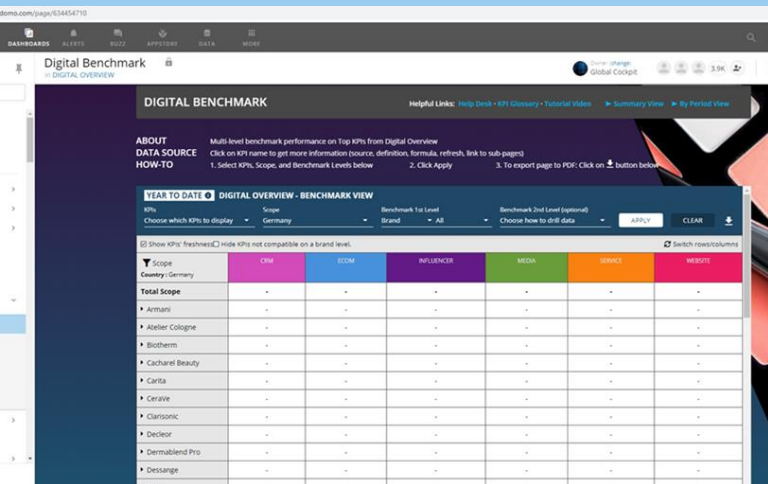 domo.com/page/634454710
DASHBOARDS ALERTS BUZZ APPSTORE DATA MORE
Digital Benchmark
in DIGITAL OVERVIEW
Owner (change)
Global Cockpit
3.9K
DIGITAL BENCHMARK
Helpful Links: Help Desk • KPI Glossary • Tutorial Video ► Summary View ► By Period View
ABOUT Multi-level benchmark performance on Top KPIs from Digital Overview
DATA SOURCE Click on KPI name to get more information (source, definition, formula, refresh, link to sub-pages)
HOW-TO 1. Select KPIs, Scope, and Benchmark Levels below 2. Click Apply 3. To export page to PDF: Click on button below
YEAR TO DATE DIGITAL OVERVIEW - BENCHMARK VIEW
KPIs Scope Benchmark 1st Level Benchmark 2nd Level (optional)
Choose which KPIs to display Germany Brand All Choose how to drill data APPLY CLEAR
Show KPIs' freshness Hide KPIs not compatible on a brand level. Switch rows/columns
Scope CRM ECOM INFLUENCER MEDIA SERVICE WEBSITE
Country : Germany
Total Scope - - - - - -
Armani - - - - - -
Atelier Cologne - - - - - -
Biotherm - - - - - -
Cacharel Beauty - - - - - -
Carita - - - - - -
CeraVe - - - - - -
Clarisonic - - - - - -
Decleor - - - - - -
Dermablend Pro - - - - - -
Dessange - - - - - -